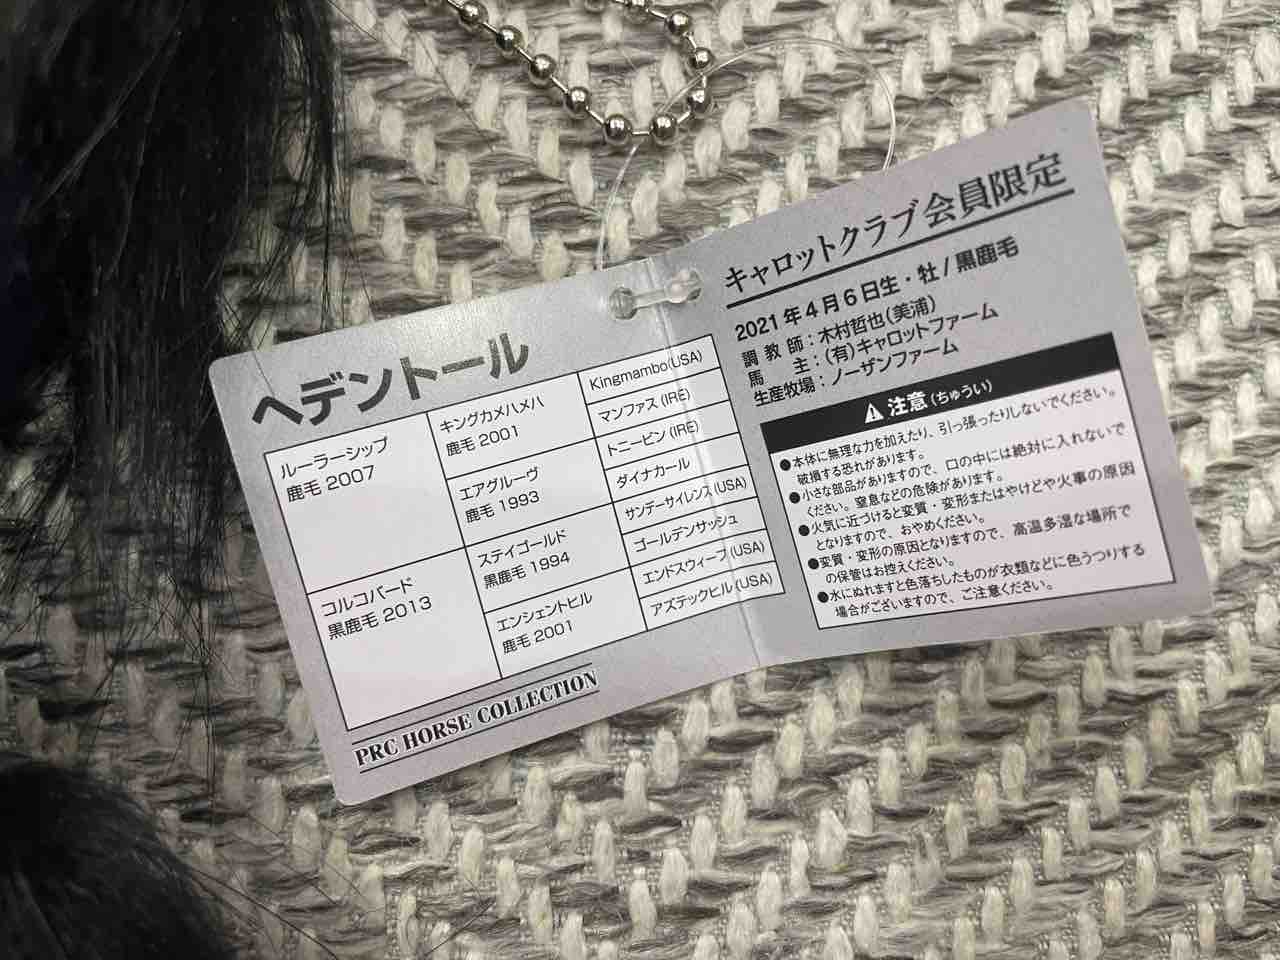 ヘデントール
ルーラーシップ
鹿毛 2007
コルコバード
黒鹿毛 2013
キングカメハメハ
鹿毛 2001
エアグルーヴ
鹿毛 1993
ステイゴールド
黒鹿毛 1994
エンシェントヒル
鹿毛 2001
Kingmambo(USA)
マンファス(IRE)
トニービン(IRE)
ダイナカール
サンデーサイレンス(USA)
ゴールデンサッシュ
エンドスウィープ(USA)
アズテックヒル(USA)
PRC HORSE COLLECTION
キャロットクラブ会員限定
2021年4月6日生・牡/黒鹿毛
調教師:木村哲也(美浦)
馬主:(有)キャロットファーム
生産牧場:ノーザンファーム
⚠注意(ちゅうい)
●本体に無理な力を加えたり、引っ張ったりしないでください。
破損する恐れがあります。
●小さな部品がありますので、口の中には絶対に入れないで
ください。窒息などの危険があります。
●火気に近づけると変質・変形またはやけどや火事の原因
となりますので、おやめください。
●変質・変形の原因となりますので、高温多湿な場所で
の保管はお控えください。
●水にぬれますと色落ちしたものが衣類などに色うつりする
場合がございますので、ご注意ください。